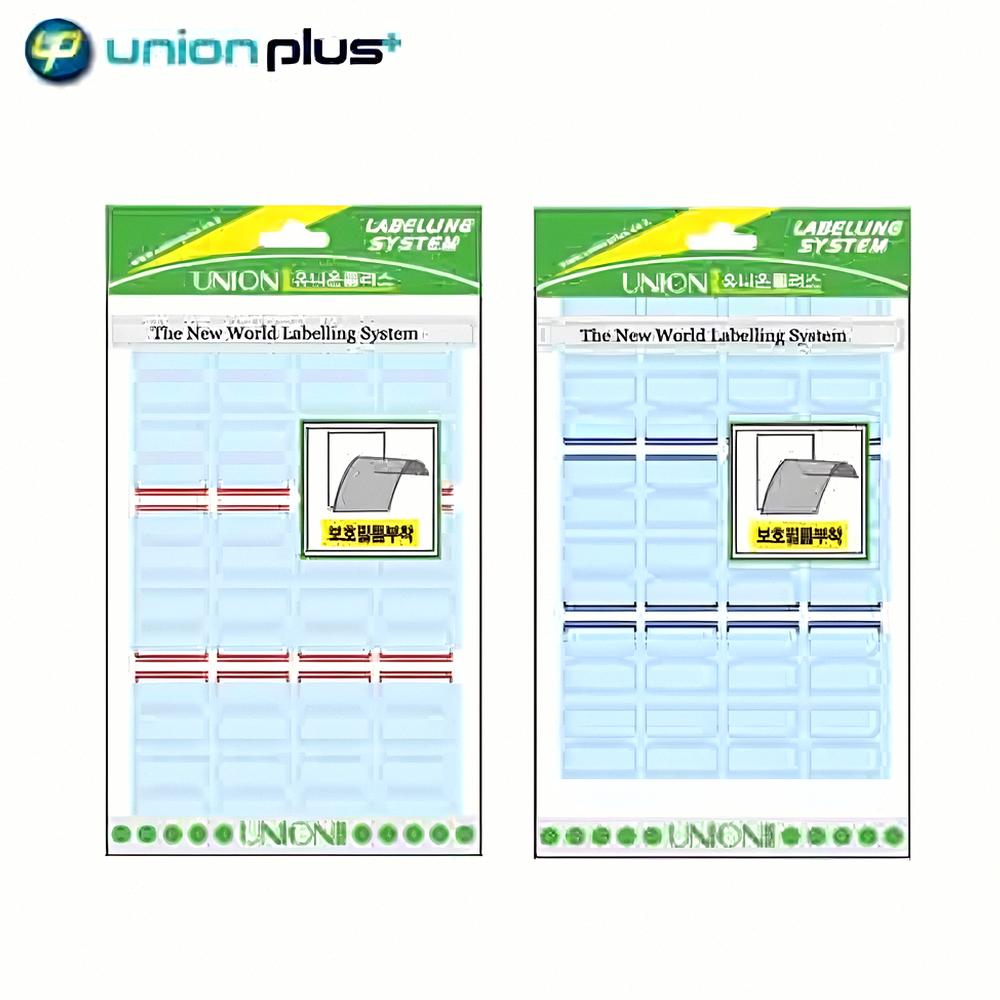 unionplus+
LABELLING
SYSTEM
UNION 유니온플러스
The New World Labelling System
보호필름부착
UNION
LABELLING
SYSTEM
UNION 유니온플러스
The New World Labelling System
보호필름부착
UNION